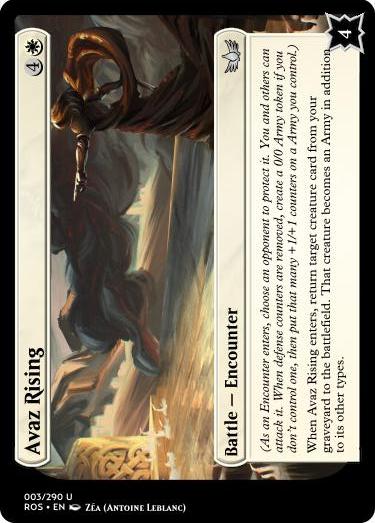 Avaz Rising
4
Battle — Encounter
(As an Encounter enters, choose an opponent to protect it. You and others can
attack it. When defense counters are removed, create a 0/0 Army token if you
don't control one, then put that many +1/+1 counters on a Army you control.)
When Avaz Rising enters, return target creature card from your
graveyard to the battlefield. That creature becomes an Army in addition
to its other types.
4
003/290 U
ROS • EN ZÉA (ANTOINE LEBLANC)